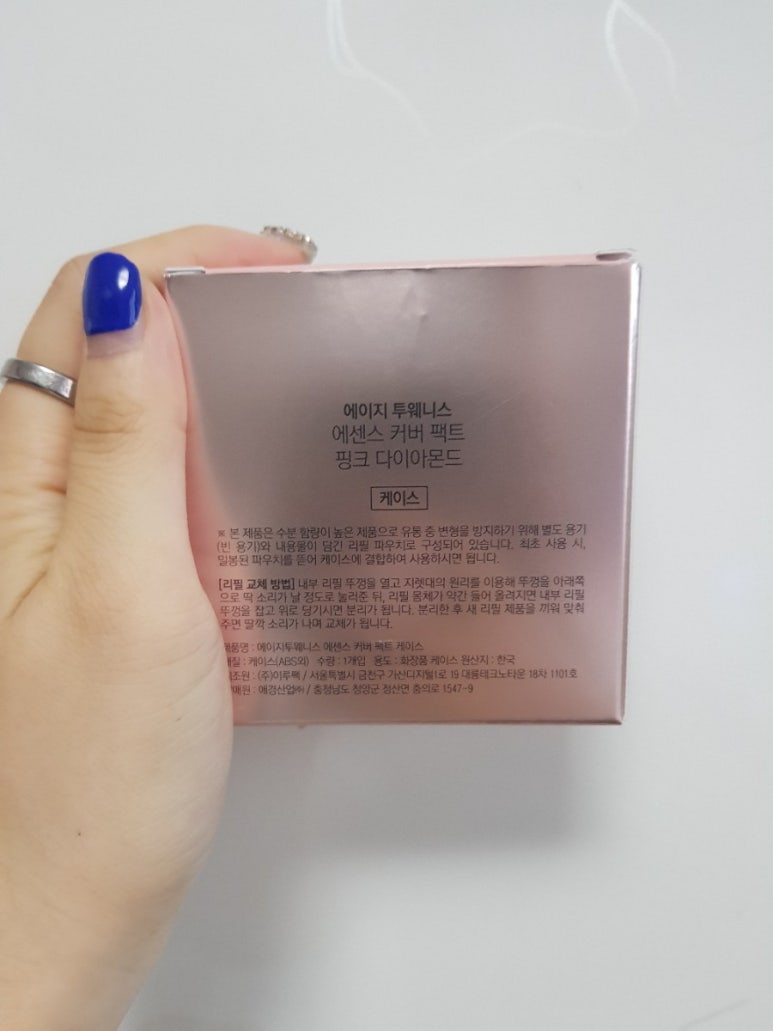 에이지 투웨니스
에센스 커버 팩트
핑크 다이아몬드
케이스
※ 본 제품은 수분 함량이 높은 제품으로 유통 중 변형을 방지하기 위해 별도 용기
(빈 용기)와 내용물이 담긴 리필 파우치로 구성되어 있습니다. 최초 사용 시,
밀봉된 파우치를 뜯어 케이스에 결합하여 사용하시면 됩니다.
[리필 교체 방법] 내부 리필 뚜껑을 열고 지렛대의 원리를 이용해 뚜껑을 아래쪽
으로 딱 소리가 날 정도로 눌러준 뒤, 리필 몸체가 약간 들어 올려지면 내부 리필
뚜껑을 잡고 위로 당기시면 분리가 됩니다. 분리한 후 새 리필 제품을 끼워 맞춰
주면 딸깍 소리가 나며 교체가 됩니다.
제품명 : 에이지투웨니스 에센스 커버 팩트 케이스
재질 : 케이스(ABS외) 수량 : 1개입 용도 : 화장품 케이스 원산지 : 한국
제조원 : (주)이루팩 / 서울특별시 금천구 가산디지털1로 19 대륭테크노타운 18차 1101호
판매원 : 애경산업㈜ / 충청남도 청양군 정산면 충의로 1547-9